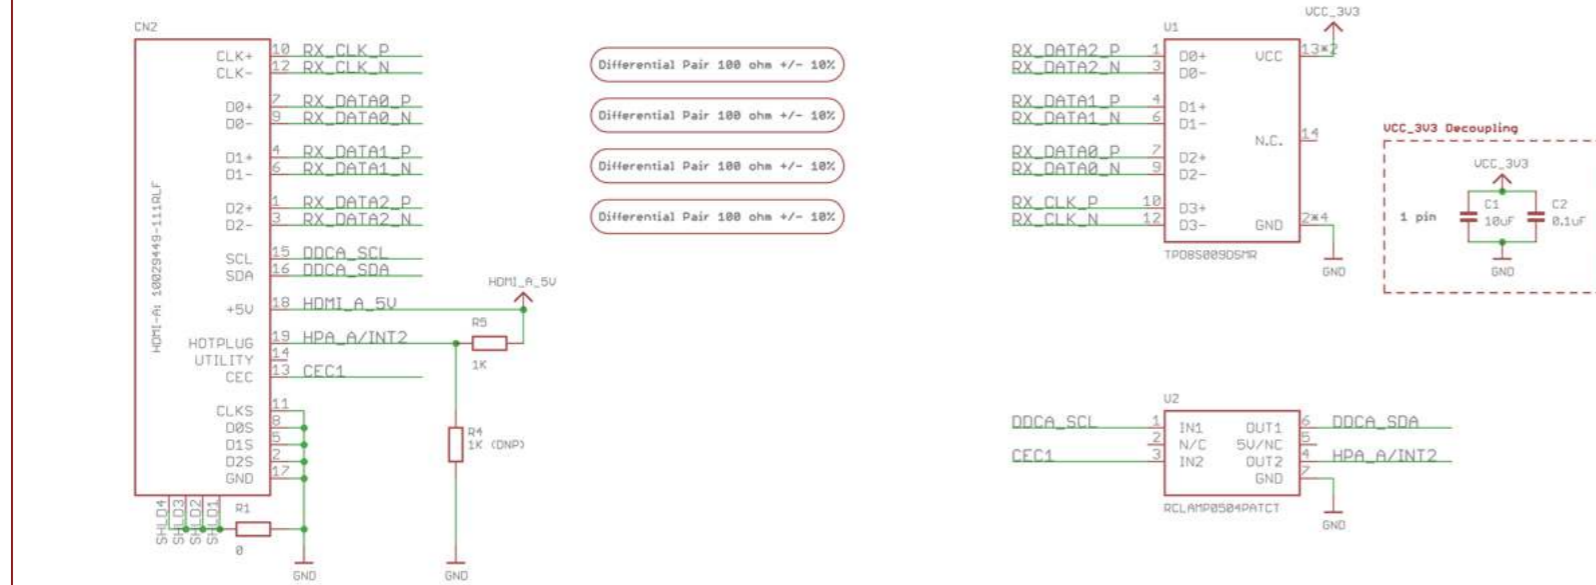 CN2
HDMI-A: 10029449-111RLF
CLK+ 10 RX_CLK_P
CLK- 12 RX_CLK_N
D0+ 7 RX_DATA0_P
D0- 9 RX_DATA0_N
D1+ 4 RX_DATA1_P
D1- 6 RX_DATA1_N
D2+ 1 RX_DATA2_P
D2- 3 RX_DATA2_N
SCL 15 DDCA_SCL
SDA 16 DDCA_SDA
+5V 18 HDMI_A_5V
HOTPLUG 19 HPA_A/INT2
UTILITY 14
CEC 13 CEC1
CLKS 11
D0S 8
D1S 5
D2S 2
GND 17
SHLD4
SHLD3
SHLD2
SHLD1
R1
0
GND
HDMI_A_5V
R5
1K
R4
1K (DNP)
GND
Differential Pair 100 ohm +/- 10%
Differential Pair 100 ohm +/- 10%
Differential Pair 100 ohm +/- 10%
Differential Pair 100 ohm +/- 10%
VCC_3V3
U1
RX_DATA2_P 1 D0+ VCC 13*2
RX_DATA2_N 3 D0-
RX_DATA1_P 4 D1+
RX_DATA1_N 6 D1-
N.C. 14
RX_DATA0_P 7 D2+
RX_DATA0_N 9 D2-
RX_CLK_P 10 D3+
RX_CLK_N 12 D3- GND 2*4
TPD8S009DSMR
GND
VCC_3V3 Decoupling
VCC_3V3
1 pin
C1
10uF
C2
0.1uF
GND
U2
DDCA_SCL 1 IN1 OUT1 6 DDCA_SDA
2 N/C 5V/NC 5
CEC1 3 IN2 OUT2 4 HPA_A/INT2
GND 7
RCLAMP0504PATCT
GND